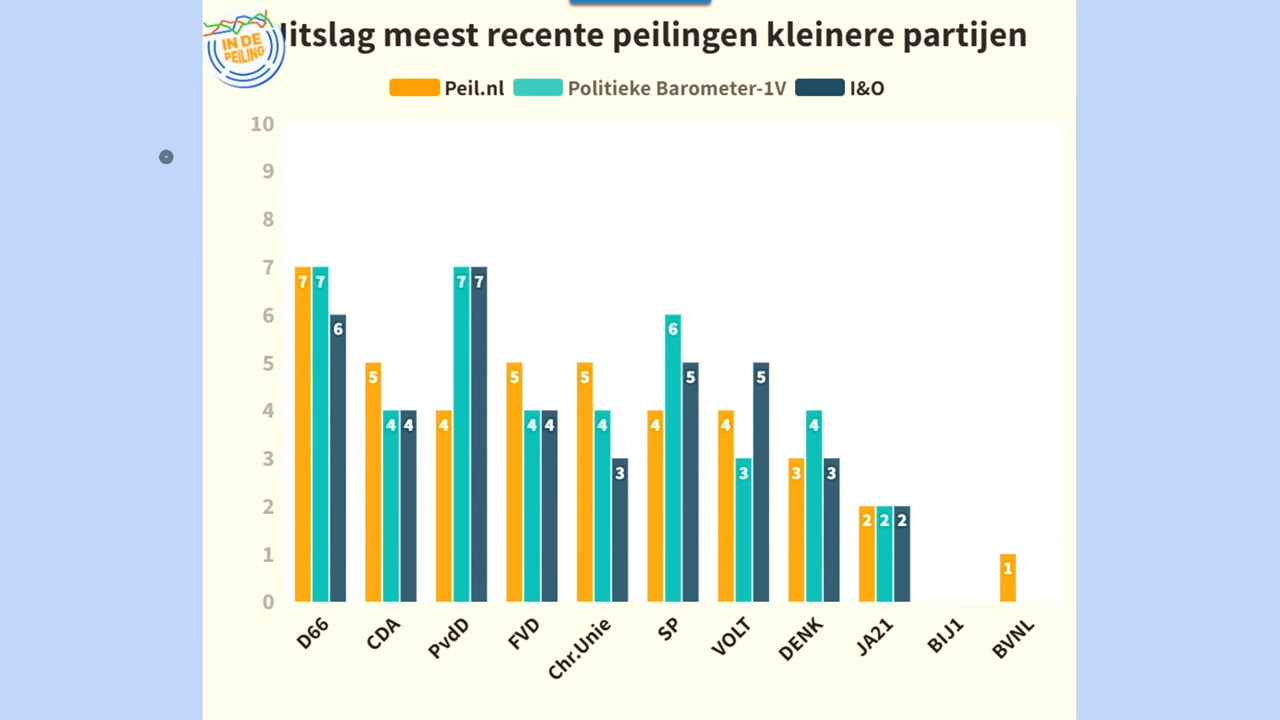 IN DE
PEILING
itslag meest recente peilingen kleinere partijen
Peil.nl Politieke Barometer-1V I&O
10
9
8
7
6
5
4
3
2
1
0
7 7 6 5 4 4 4 7 7 5 4 4 5 4 3 4 6 5 4 3 5 3 4 3 2 2 2 1
D66 CDA PvdD FVD Chr.Unie SP VOLT DENK JA21 BIJ1 BVNL